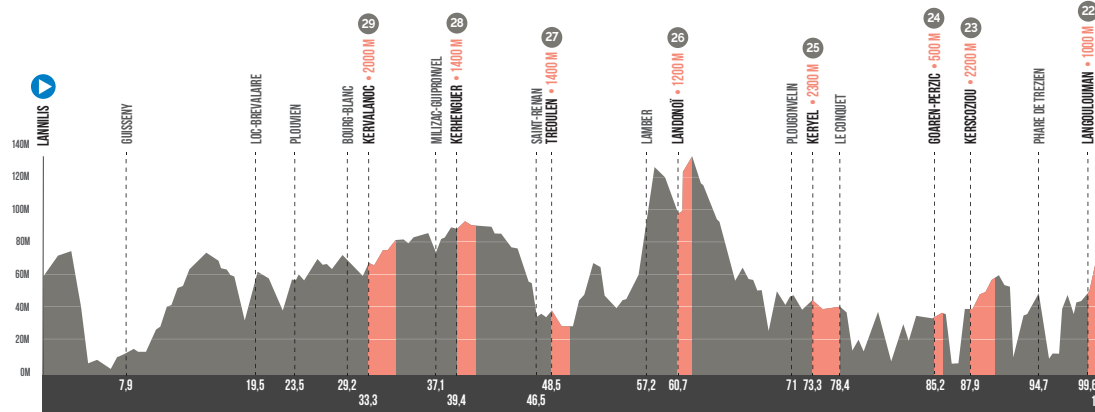 29
28
27
26
25
24
23
22
LANNILIS
GUISSENY
LOC-BREVALAIRE
PLOUVIEN
BOURG-BLANC
KERVALANOC • 2000 M
MILIZAC-GUIPRONVEL
KERHENGUER • 1400 M
SAINT-RENAN
TREOULEN • 1400 M
LAMBER
LANDONOÏ • 1200 M
PLOUGONVELIN
KERYEL • 2300 M
LE CONQUET
GOAREN-PERZIC • 500 M
KERSCOZIOU • 2200 M
PHARE DE TREZIEN
LANGOULOUMAN • 1000 M
140M
120M
100M
80M
60M
40M
20M
0M
7,9
19,5
23,5
29,2
33,3
37,1
39,4
46,5
48,5
57,2
60,7
71
73,3
78,4
85,2
87,9
94,7